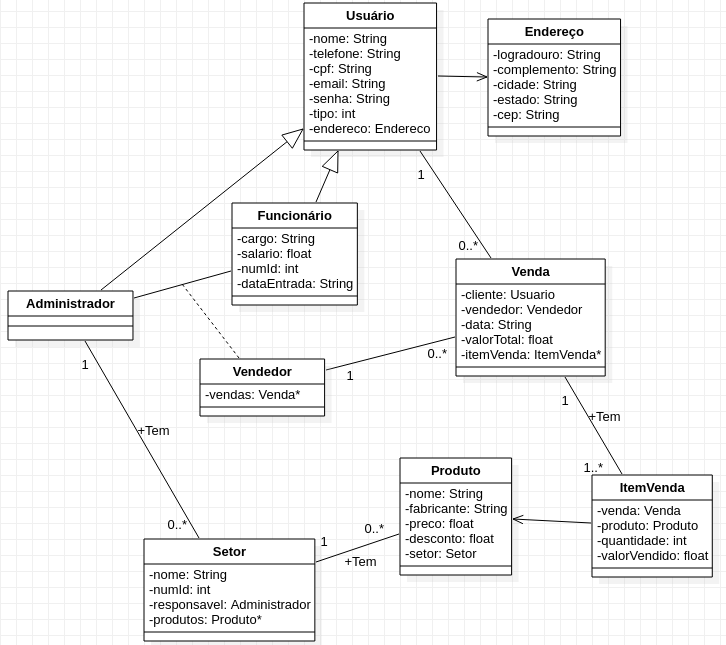 Usuário
-nome: String
-telefone: String
-cpf: String
-email: String
-senha: String
-tipo: int
-endereco: Endereco
Endereço
-logradouro: String
-complemento: String
-cidade: String
-estado: String
-cep: String
1
0..*
Funcionário
-cargo: String
-salario: float
-numId: int
-dataEntrada: String
Administrador
Venda
-cliente: Usuario
-vendedor: Vendedor
-data: String
-valorTotal: float
-itemVenda: ItemVenda*
Vendedor
-vendas: Venda*
1
0..*
1
+Tem
0..*
1
+Tem
1..*
Produto
-nome: String
-fabricante: String
-preco: float
-desconto: float
-setor: Setor
ItemVenda
-venda: Venda
-produto: Produto
-quantidade: int
-valorVendido: float
Setor
-nome: String
-numId: int
-responsavel: Administrador
-produtos: Produto*
1
+Tem
0..*